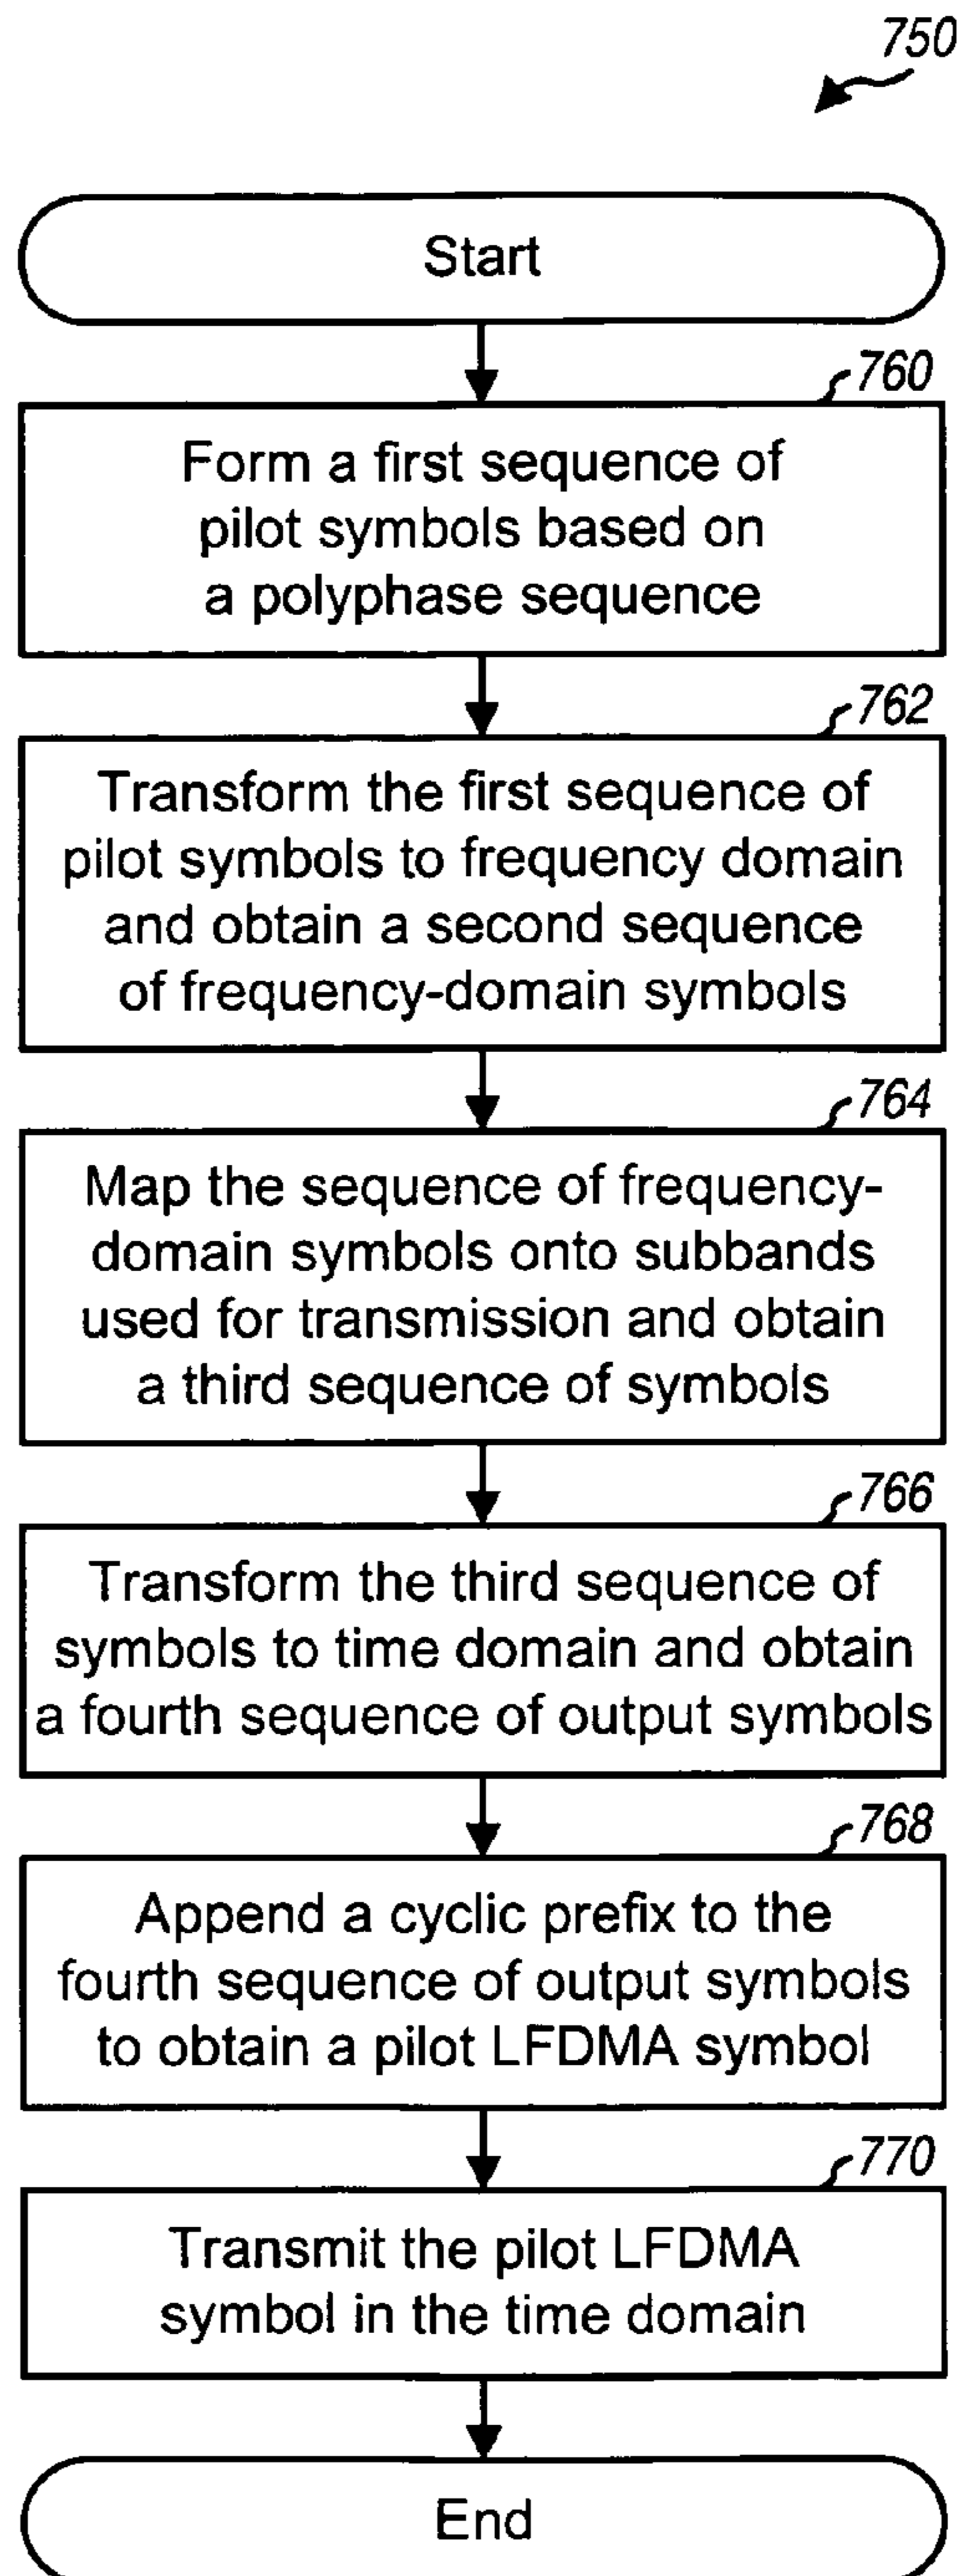 750
Start
760
Form a first sequence of
pilot symbols based on
a polyphase sequence
762
Transform the first sequence of
pilot symbols to frequency domain
and obtain a second sequence
of frequency-domain symbols
764
Map the sequence of frequency-
domain symbols onto subbands
used for transmission and obtain
a third sequence of symbols
766
Transform the third sequence of
symbols to time domain and obtain
a fourth sequence of output symbols
768
Append a cyclic prefix to the
fourth sequence of output symbols
to obtain a pilot LFDMA symbol
770
Transmit the pilot LFDMA
symbol in the time domain
End